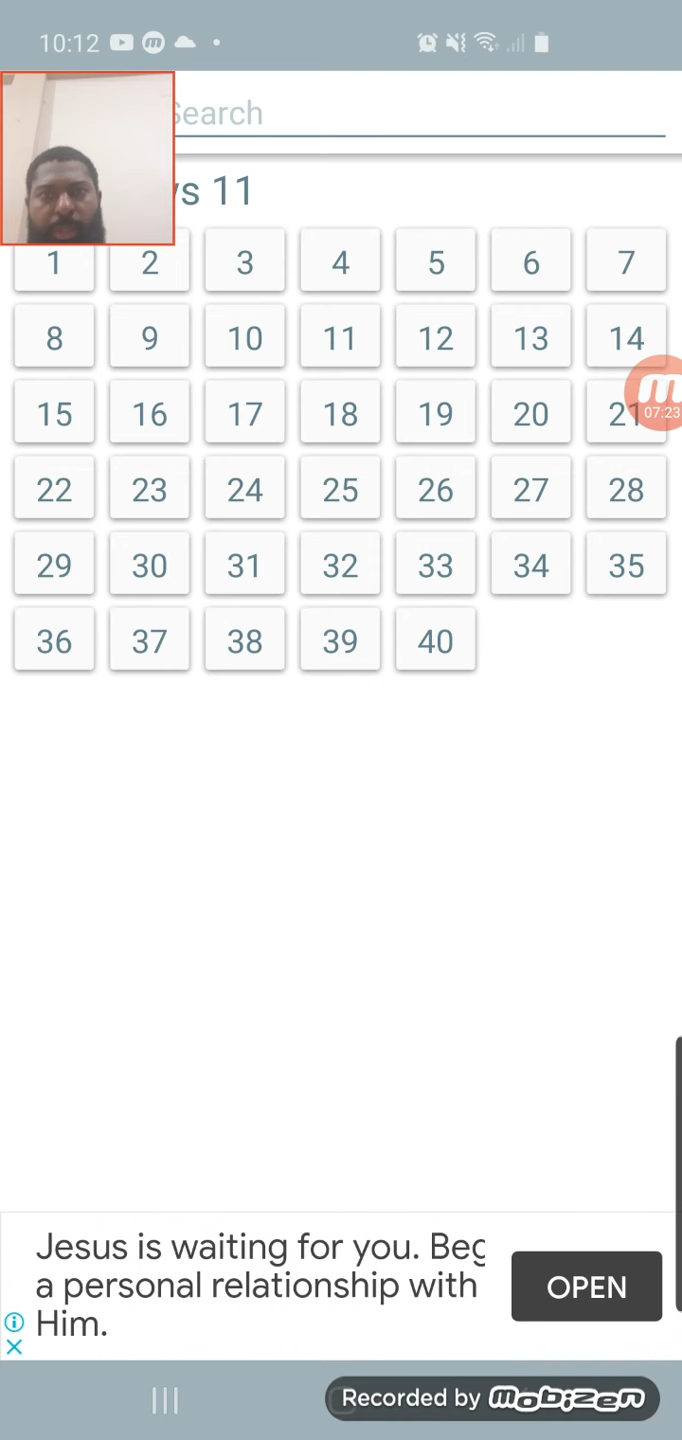 10:12
Search
vs 11
1 2 3 4 5 6 7
8 9 10 11 12 13 14
15 16 17 18 19 20 21
07:23
22 23 24 25 26 27 28
29 30 31 32 33 34 35
36 37 38 39 40
Jesus is waiting for you. Beg
a personal relationship with
Him.
OPEN
Recorded by mobizen